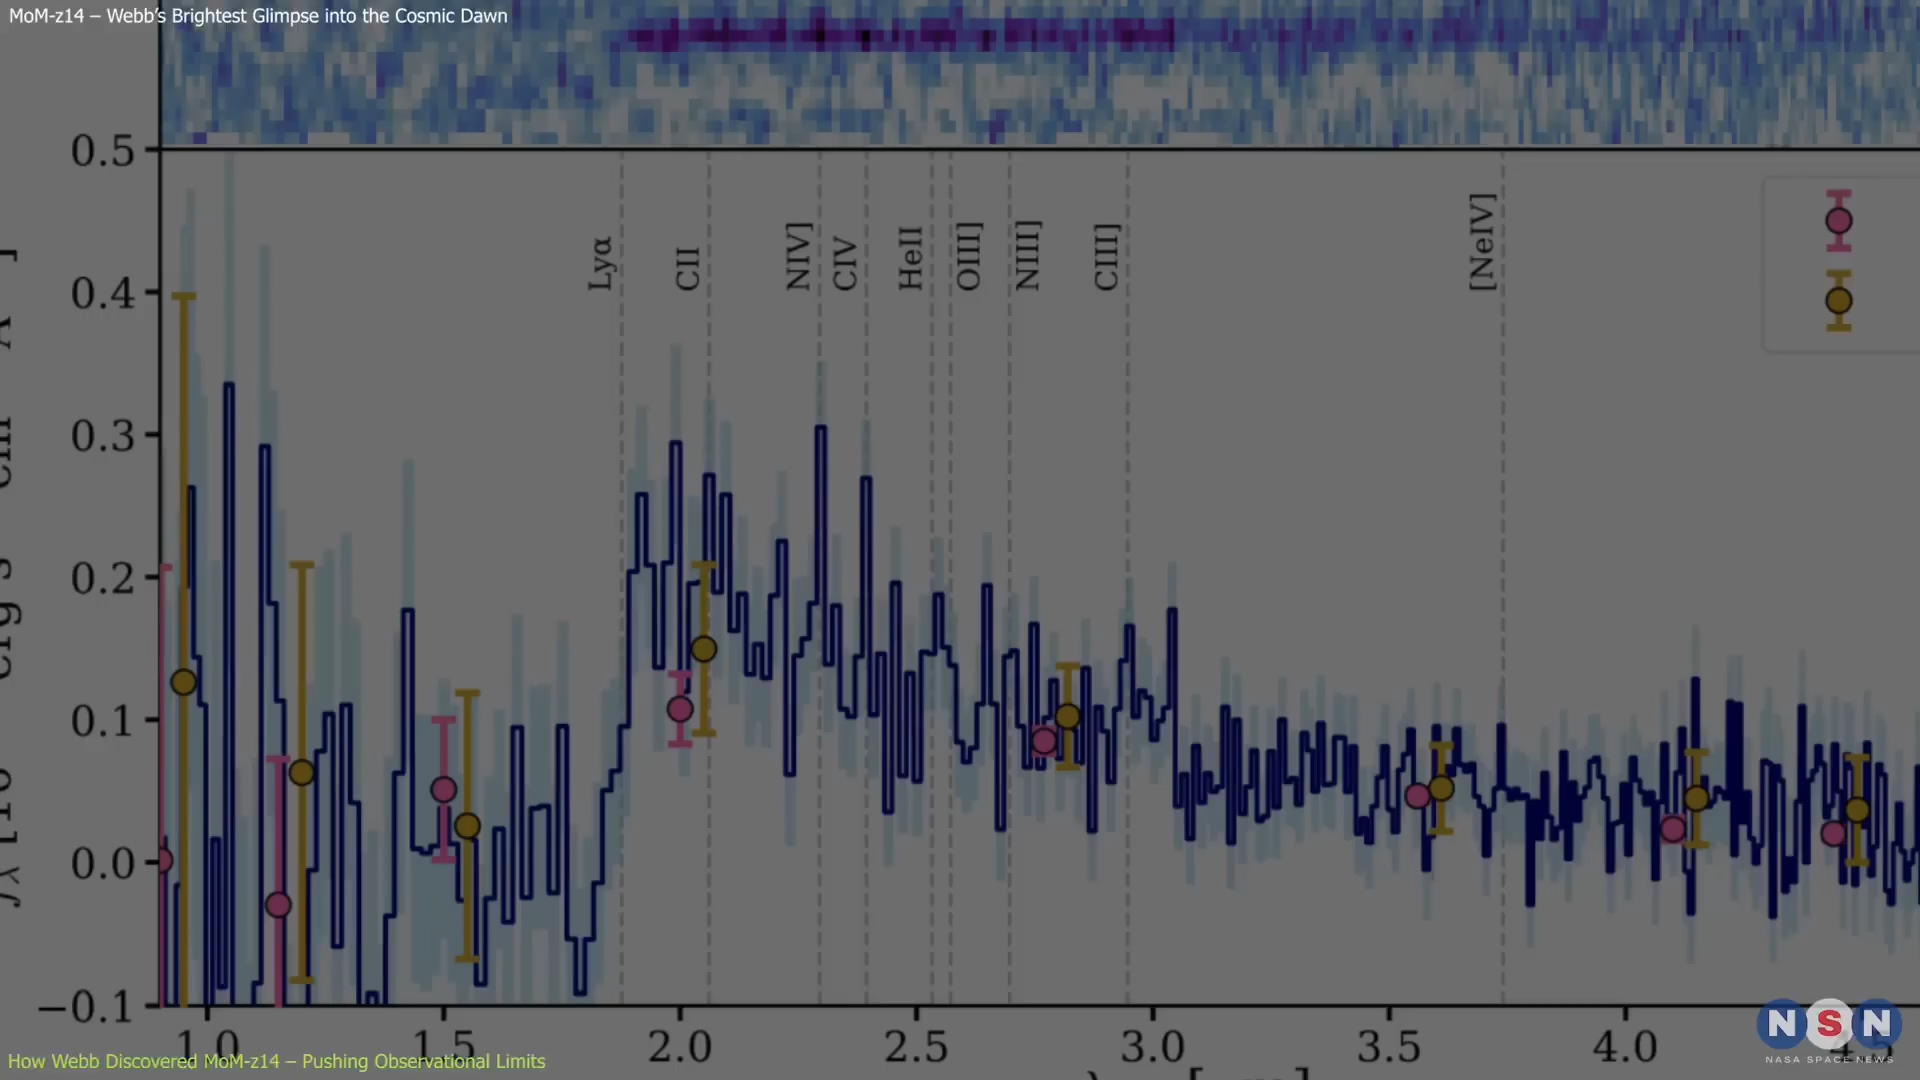 MoM-z14 – Webb's Brightest Glimpse into the Cosmic Dawn
0.5
0.4
0.3
0.2
0.1
0.0
−0.1
Lyα
CII
NIV]
CIV
HeII
OIII]
NIII]
CIII]
[NeIV]
1.0 1.5 2.0 2.5 3.0 3.5 4.0 4.5
How Webb Discovered MoM-z14 – Pushing Observational Limits
NSN
NASA SPACE NEWS